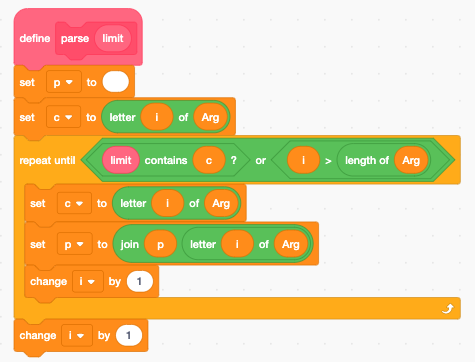 define parse limit
set p to
set c to letter i of Arg
repeat until limit contains c ? or i > length of Arg
set c to letter i of Arg
set p to join p letter i of Arg
change i by 1
change i by 1